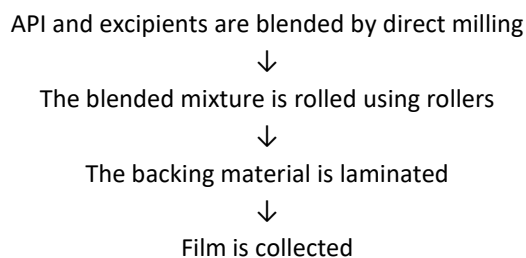 API and excipients are blended by direct milling
↓
The blended mixture is rolled using rollers
↓
The backing material is laminated
↓
Film is collected